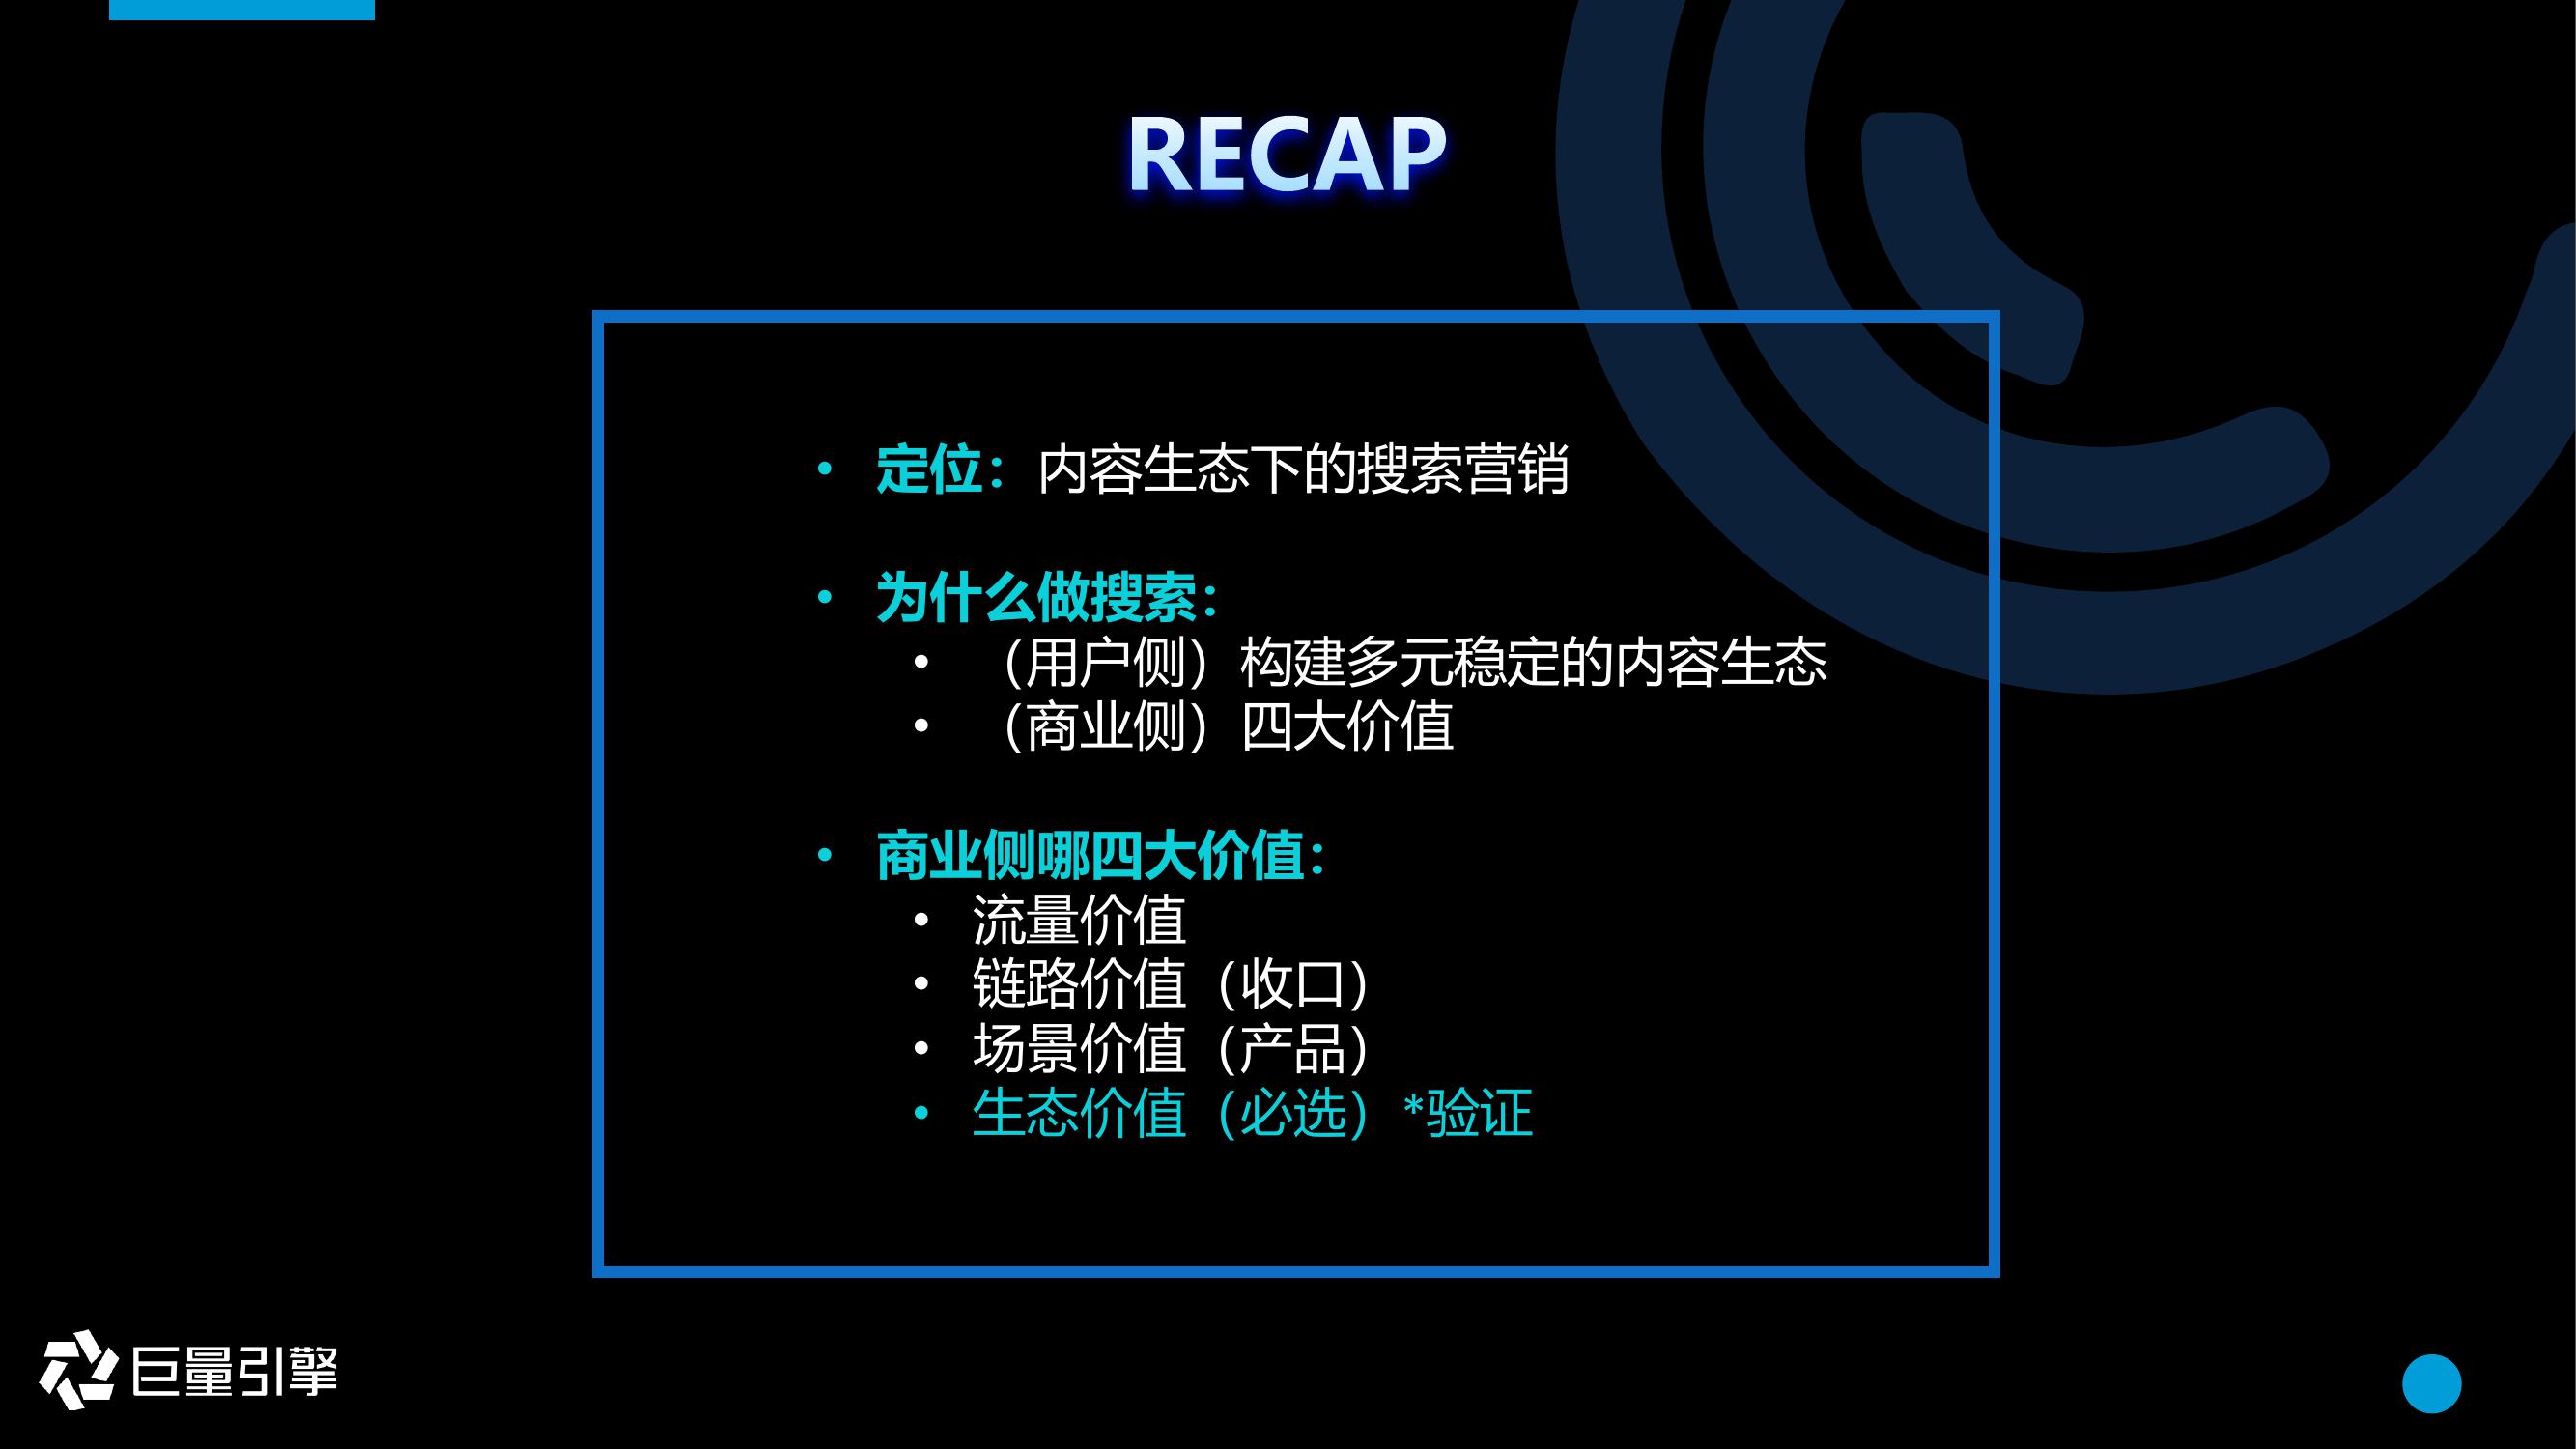 RECAP
• 定位：内容生态下的搜索营销
• 为什么做搜索：
• （用户侧）构建多元稳定的内容生态
• （商业侧）四大价值
• 商业侧哪四大价值：
• 流量价值
• 链路价值（收口）
• 场景价值（产品）
• 生态价值（必选）*验证
巨量引擎